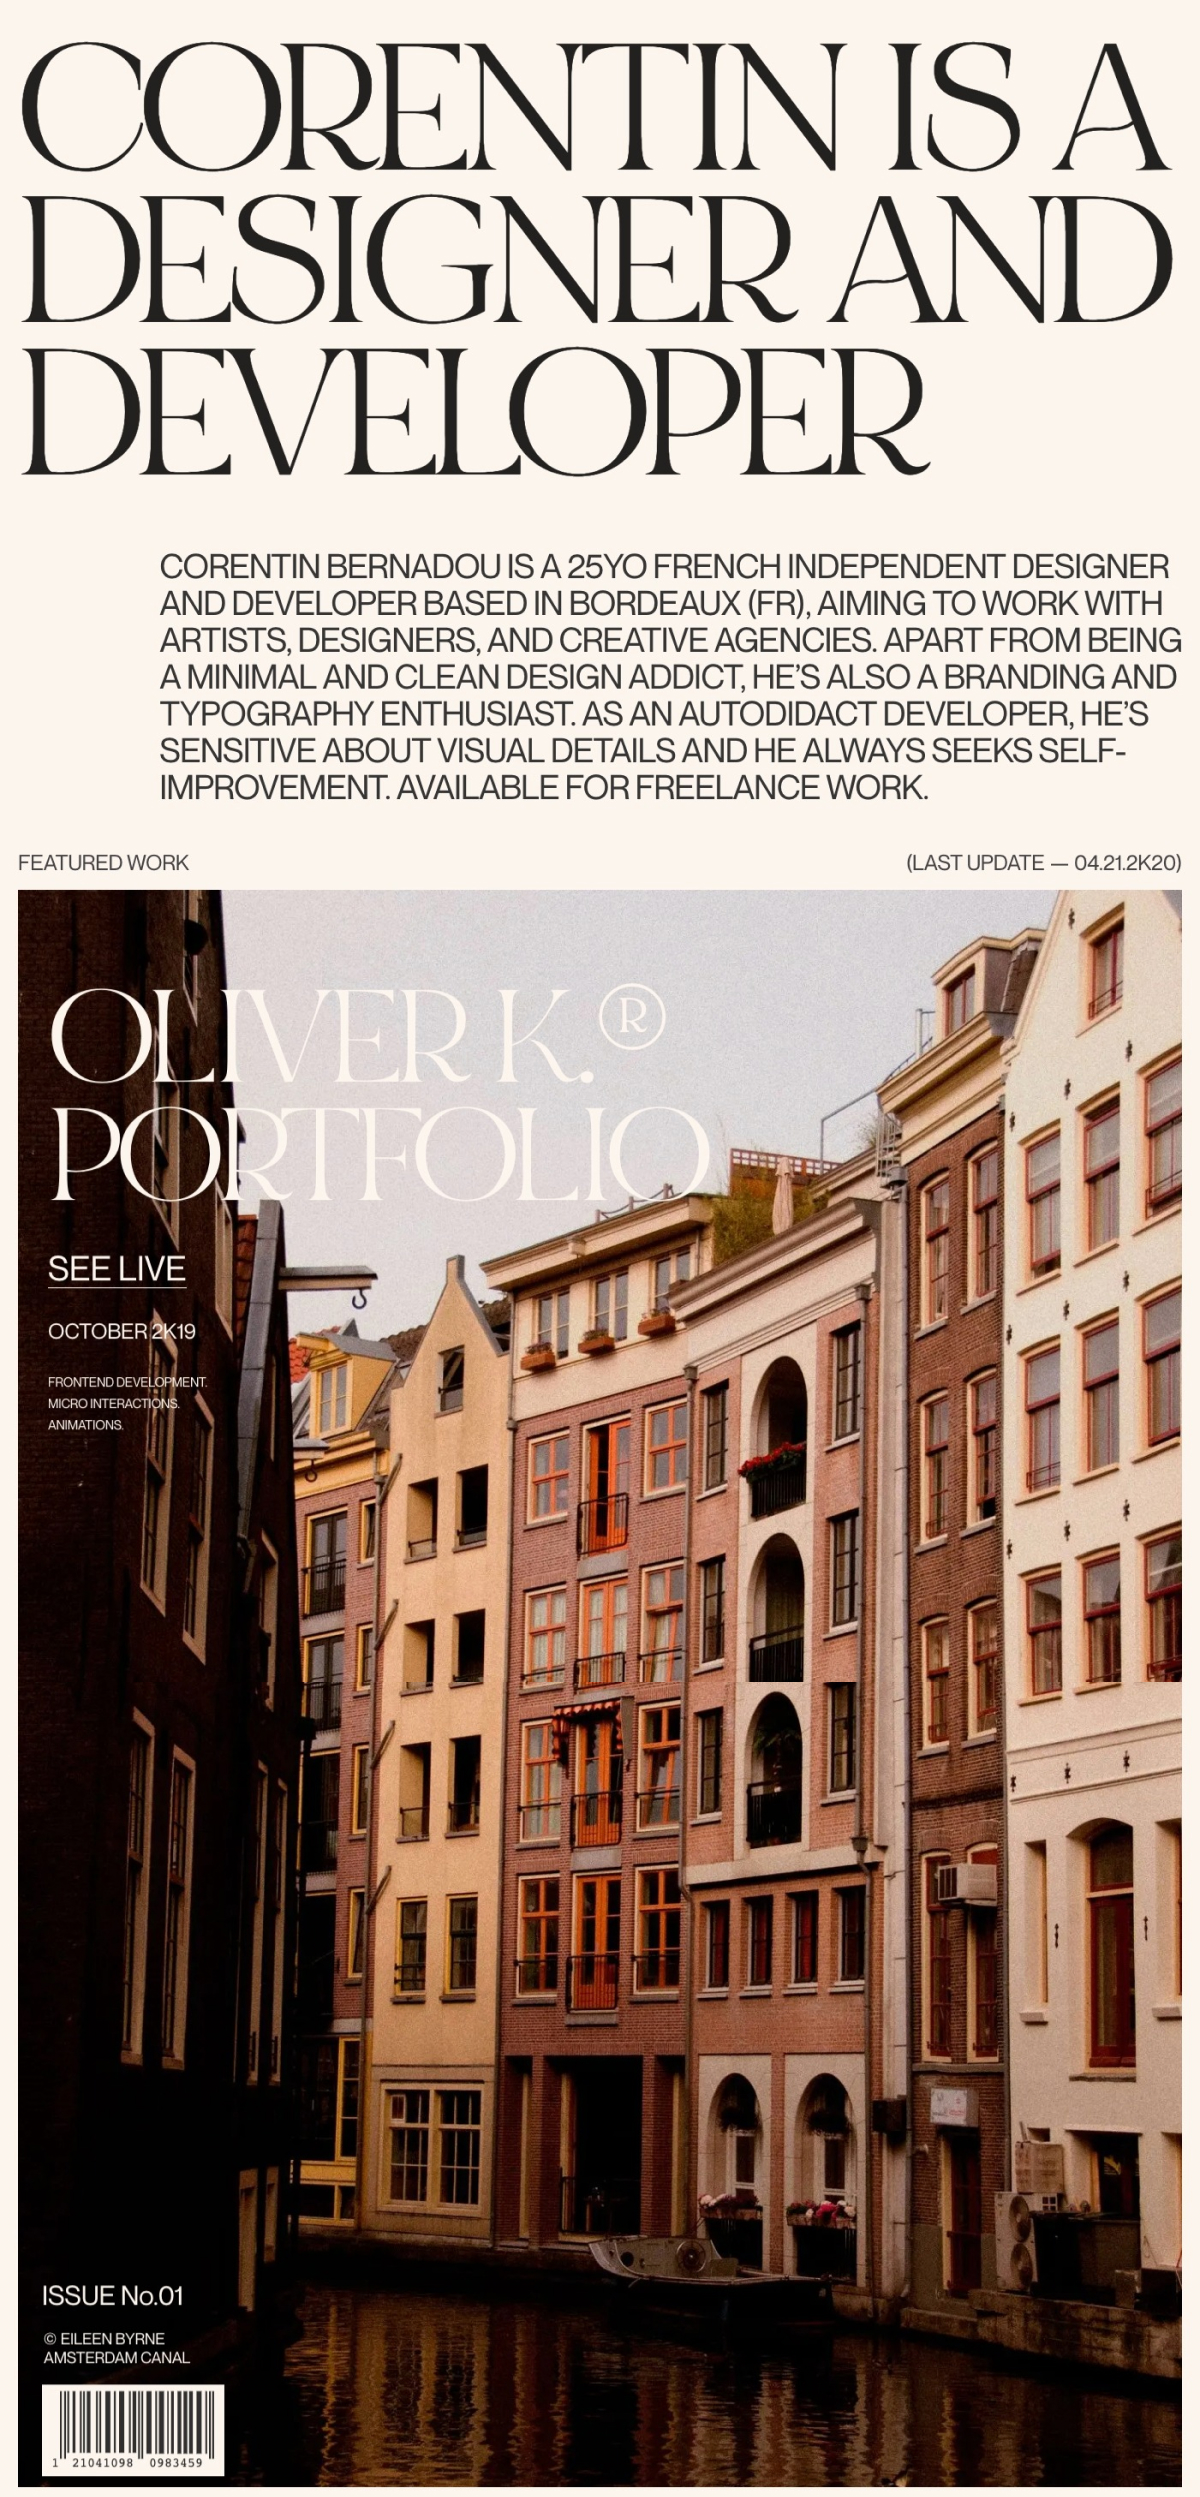 CORENTIN IS A
DESIGNER AND
DEVELOPER
CORENTIN BERNADOU IS A 25YO FRENCH INDEPENDENT DESIGNER
AND DEVELOPER BASED IN BORDEAUX (FR), AIMING TO WORK WITH
ARTISTS, DESIGNERS, AND CREATIVE AGENCIES. APART FROM BEING
A MINIMAL AND CLEAN DESIGN ADDICT, HE’S ALSO A BRANDING AND
TYPOGRAPHY ENTHUSIAST. AS AN AUTODIDACT DEVELOPER, HE’S
SENSITIVE ABOUT VISUAL DETAILS AND HE ALWAYS SEEKS SELF-
IMPROVEMENT. AVAILABLE FOR FREELANCE WORK.
FEATURED WORK
(LAST UPDATE — 04.21.2K20)
OLIVER K.®
PORTFOLIO
SEE LIVE
OCTOBER 2K19
FRONTEND DEVELOPMENT.
MICRO INTERACTIONS.
ANIMATIONS.
ISSUE No.01
© EILEEN BYRNE
AMSTERDAM CANAL
1 21041098 0983459